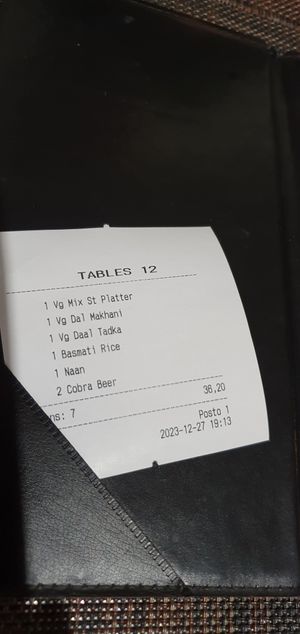 TABLES 12
1 Vg Mix St Platter
1 Vg Dal Makhani
1 Vg Daal Tadka
1 Basmati Rice
1 Naan
2 Cobra Beer
ns: 7 36,20
Posto 1
2023-12-27 19:13